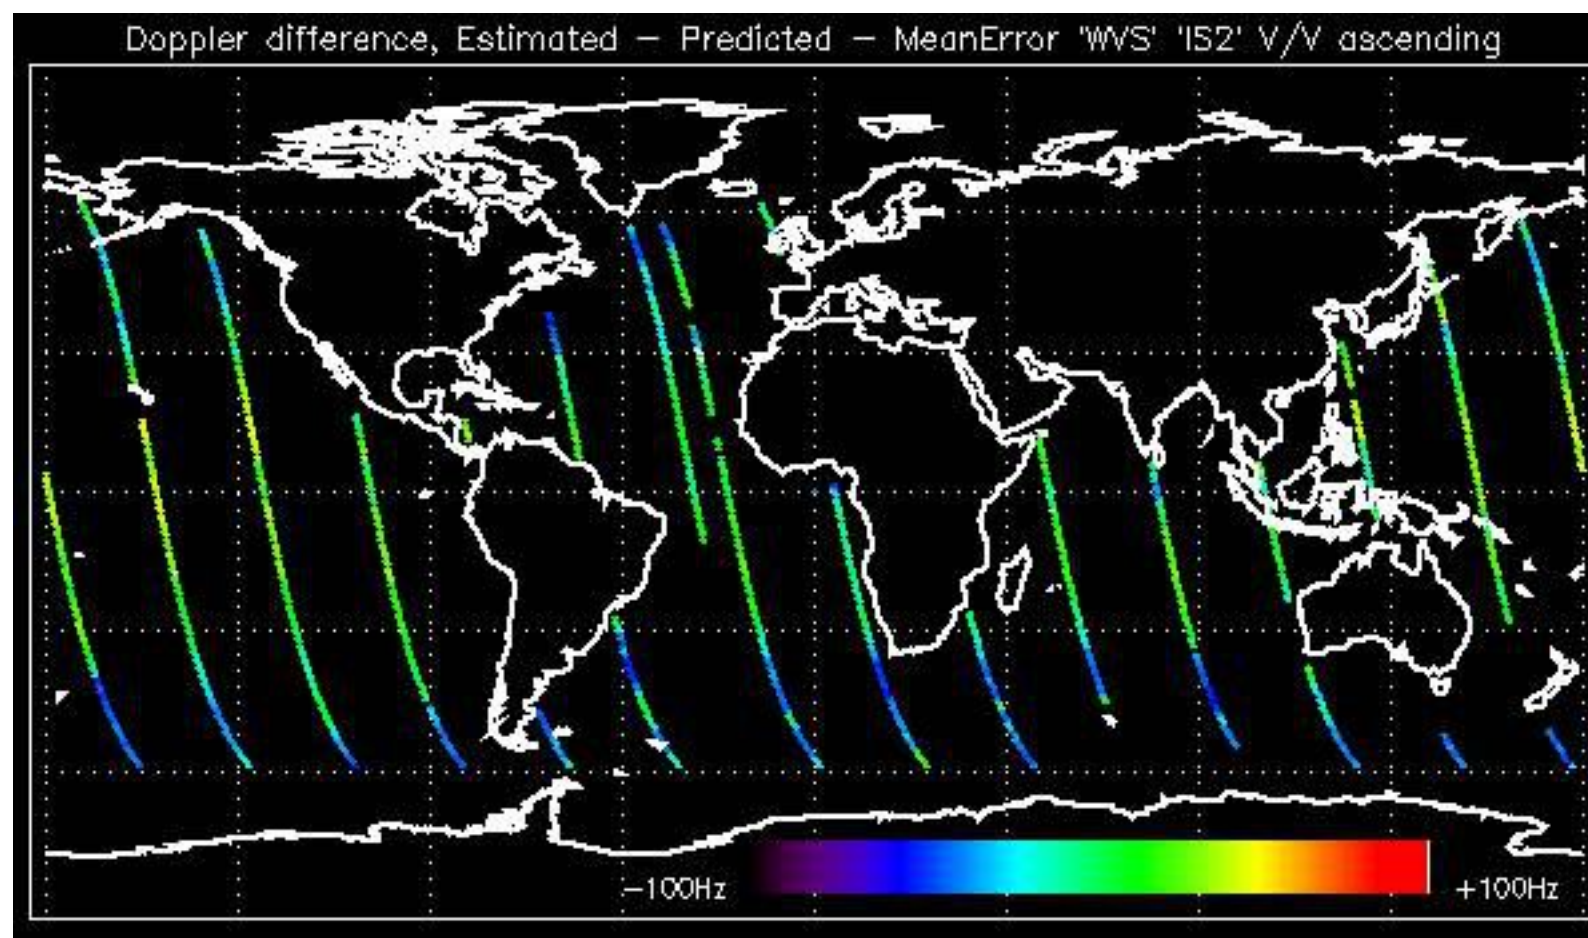 Doppler difference, Estimated – Predicted – MeanError 'WVS' 'IS2' V/V ascending
−100Hz +100Hz